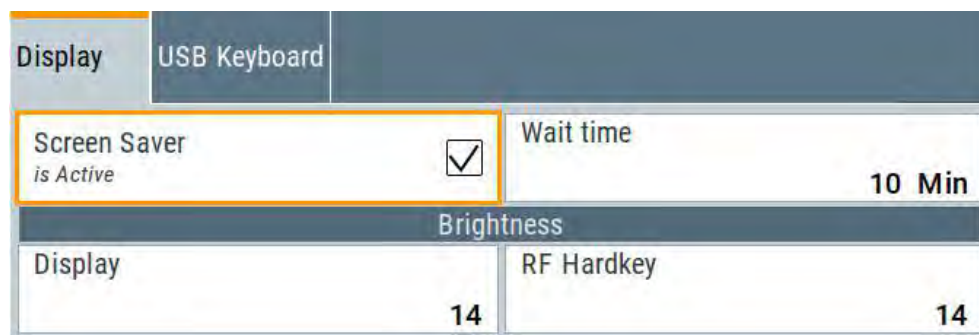 Display
USB Keyboard
Screen Saver
is Active
Wait time
10 Min
Brightness
Display
14
RF Hardkey
14